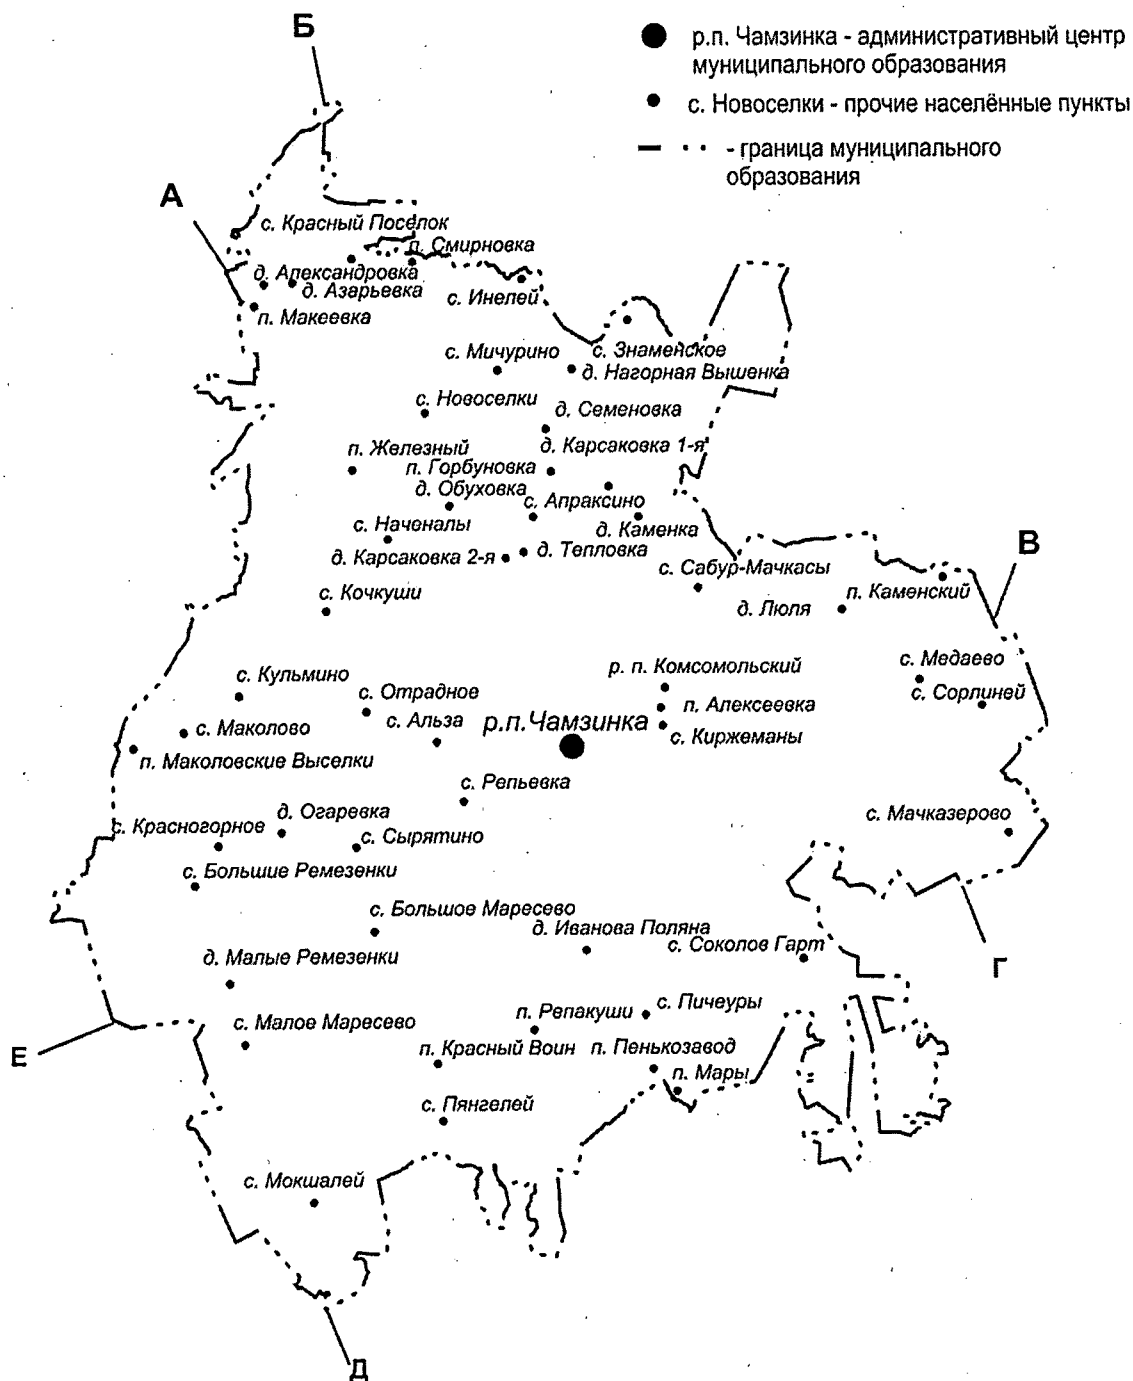 Б
р.п. Чамзинка - административный центр
муниципального образования
с. Новоселки - прочие населённые пункты
- граница муниципального
образования
А
с. Красный Поселок
п. Смирновка
д. Александровка
д. Азарьевка
с. Инелей
п. Макеевка
с. Мичурино
с. Знаменское
д. Нагорная Вышенка
с. Новоселки
д. Семеновка
п. Железный
д. Карсаковка 1-я
п. Горбуновка
д. Обуховка
с. Апраксино
с. Наченалы
д. Каменка
д. Карсаковка 2-я
д. Тепловка
В
с. Сабур-Мачкасы
с. Кочкуши
д. Люля
п. Каменский
с. Кульмино
р. п. Комсомольский
с. Медаево
с. Отрадное
с. Сорлиней
с. Альза
р.п.Чамзинка
п. Алексеевка
с. Маколово
с. Киржеманы
п. Маколовские Выселки
с. Репьевка
д. Огаревка
с. Мачказерово
с. Красногорное
с. Сырятино
с. Большие Ремезенки
с. Большое Маресево
д. Иванова Поляна
с. Соколов Гарт
д. Малые Ремезенки
Г
с. Пичеуры
п. Репакуши
с. Малое Маресево
Е
п. Красный Воин
п. Пенькозавод
п. Мары
с. Пянгелей
с. Мокшалей
Д